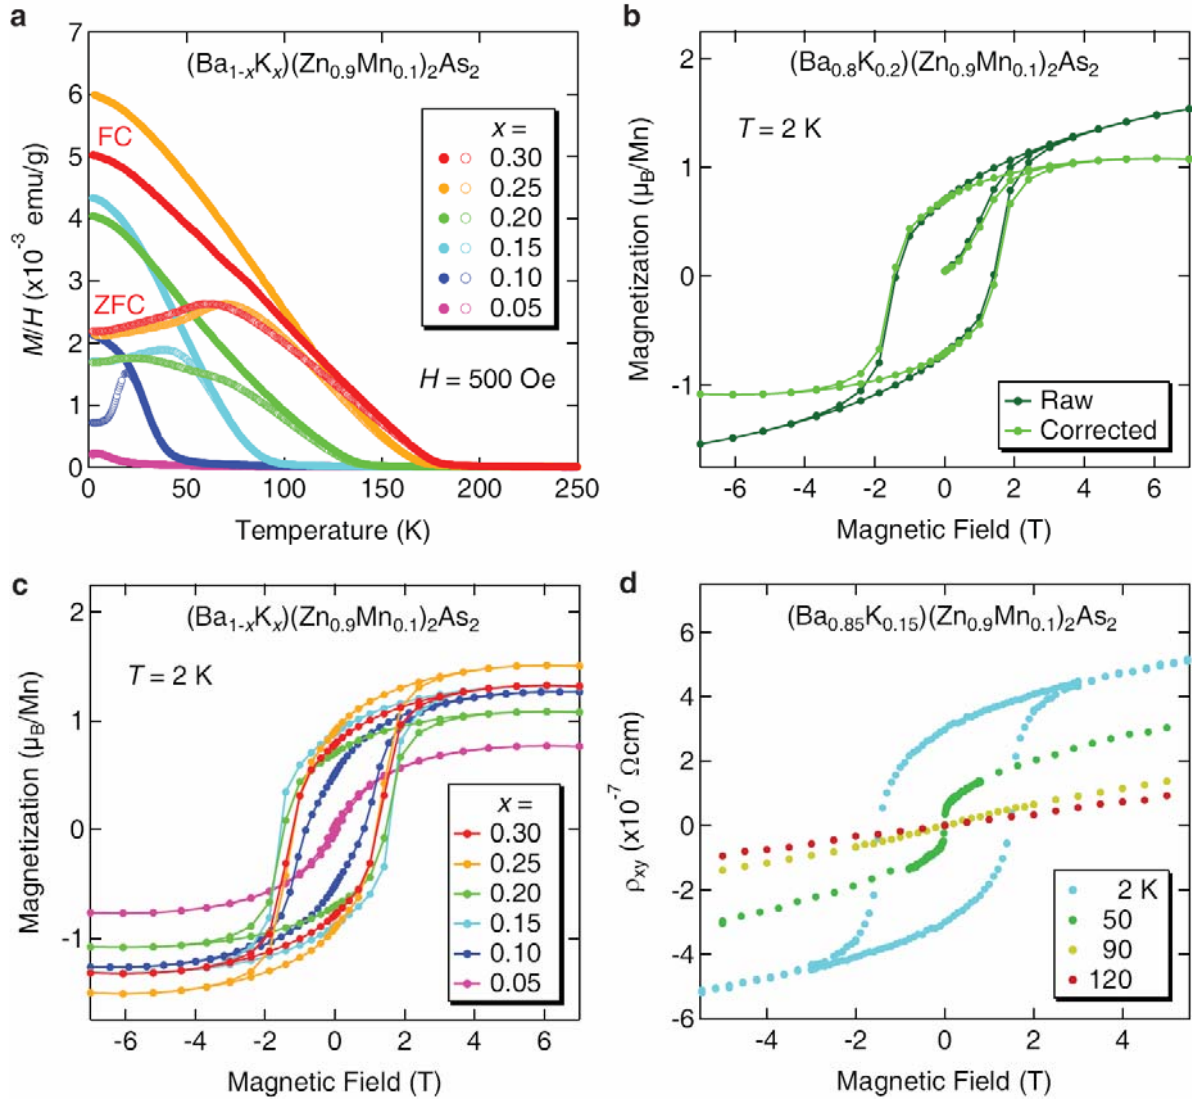 a
(Ba1-xKx)(Zn0.9Mn0.1)2As2
7
6
5
4
3
2
1
0
M/H (x10-3 emu/g)
FC
ZFC
x =
0.30
0.25
0.20
0.15
0.10
0.05
H = 500 Oe
0 50 100 150 200 250
Temperature (K)
b
(Ba0.8K0.2)(Zn0.9Mn0.1)2As2
T = 2 K
2
1
0
-1
Magnetization (μB/Mn)
Raw
Corrected
-6 -4 -2 0 2 4 6
Magnetic Field (T)
c
(Ba1-xKx)(Zn0.9Mn0.1)2As2
T = 2 K
2
1
0
-1
Magnetization (μB/Mn)
x =
0.30
0.25
0.20
0.15
0.10
0.05
-6 -4 -2 0 2 4 6
Magnetic Field (T)
d
(Ba0.85K0.15)(Zn0.9Mn0.1)2As2
6
4
2
0
-2
-4
-6
ρxy (x10-7 Ωcm)
2 K
50
90
120
-4 -2 0 2 4
Magnetic Field (T)